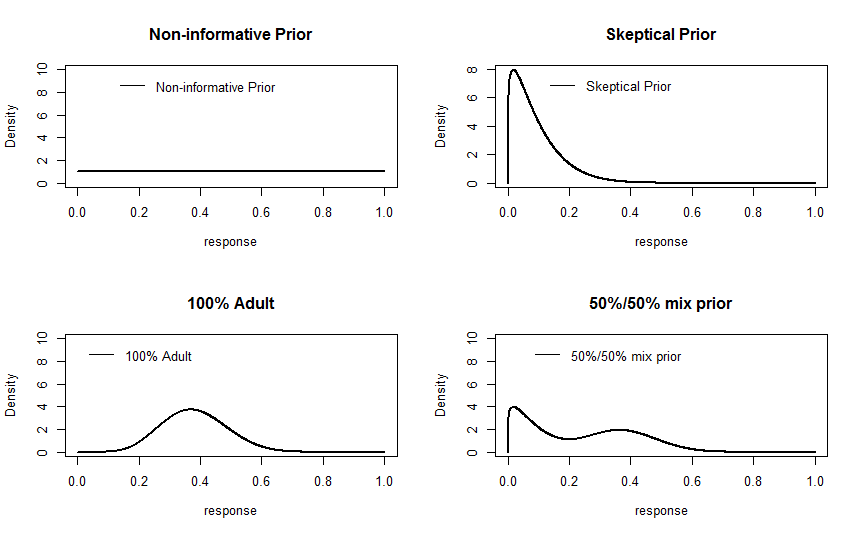 Non-informative Prior
Density
10
8
6
4
2
0
Non-informative Prior
0.0 0.2 0.4 0.6 0.8 1.0
response
Skeptical Prior
Density
8
6
4
2
0
Skeptical Prior
0.0 0.2 0.4 0.6 0.8 1.0
response
100% Adult
Density
10
8
6
4
2
0
100% Adult
0.0 0.2 0.4 0.6 0.8 1.0
response
50%/50% mix prior
Density
10
8
6
4
2
0
50%/50% mix prior
0.0 0.2 0.4 0.6 0.8 1.0
response